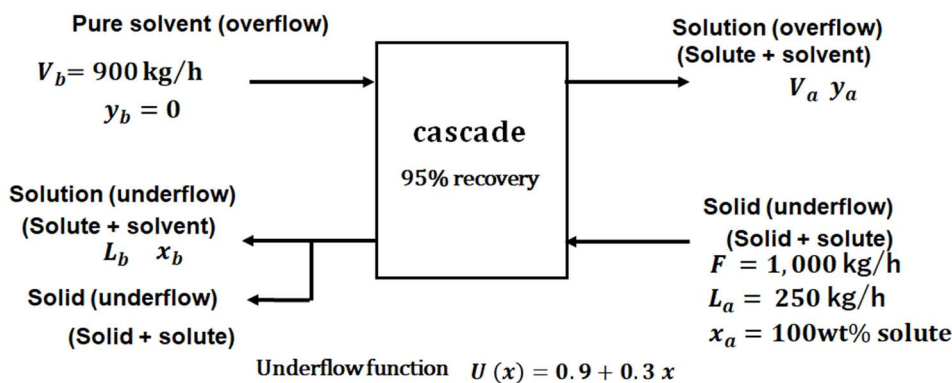 Pure solvent (overflow)
V_b = 900 kg/h
y_b = 0
Solution (overflow)
(Solute + solvent)
V_a y_a
cascade
95% recovery
Solution (underflow)
(Solute + solvent)
L_b x_b
Solid (underflow)
(Solid + solute)
Solid (underflow)
(Solid + solute)
F = 1,000 kg/h
L_a = 250 kg/h
x_a = 100wt% solute
Underflow function U (x) = 0.9 + 0.3 x